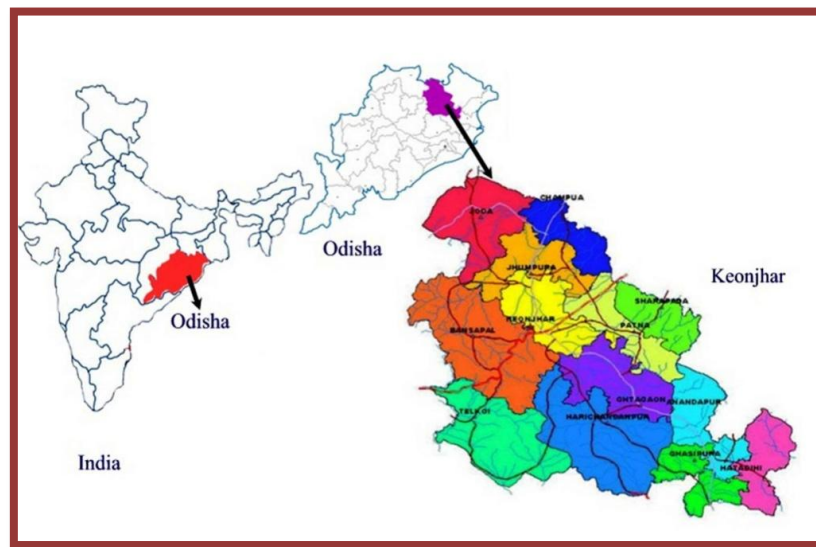 Odisha
Odisha
India
Keonjhar
JODA
CHAMPUA
JHUMPURA
SHARAPADA
BANSAPAL
KEONJHAR
PATNA
TELKOI
HARICHANDANPUR
GHTAGAON
ANANDAPUR
GHASIPURA
HATADIHI